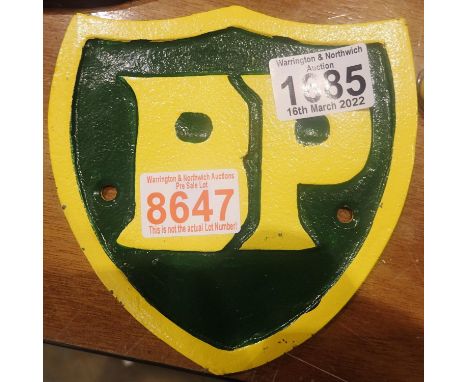 Warrington & Northwich
Auction
1085
16th March 2022
BP
Warrington & Northwich Auctions
Pre Sale Lot
8647
(This is not the actual Lot Number)